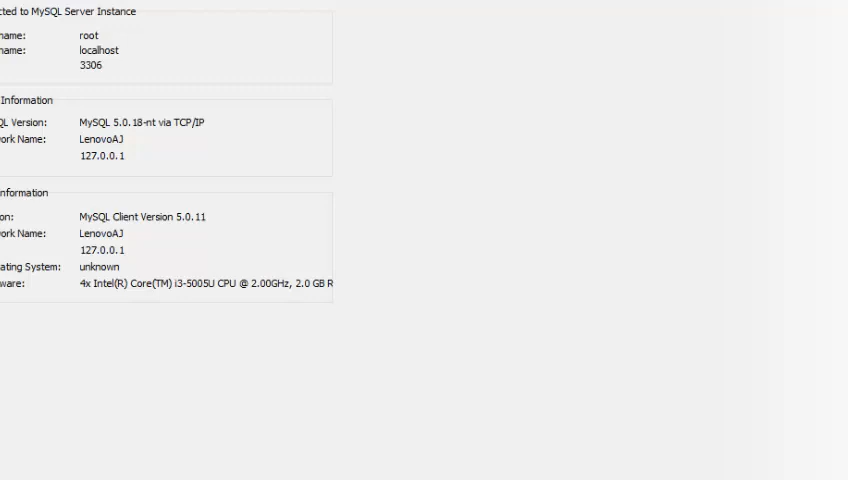 cted to MySQL Server Instance
name: root
name: localhost
3306
Information
QL Version: MySQL 5.0.18-nt via TCP/IP
ork Name: LenovoAJ
127.0.0.1
nformation
on: MySQL Client Version 5.0.11
ork Name: LenovoAJ
127.0.0.1
ating System: unknown
ware: 4x Intel(R) Core(TM) i3-5005U CPU @ 2.00GHz, 2.0 GB R